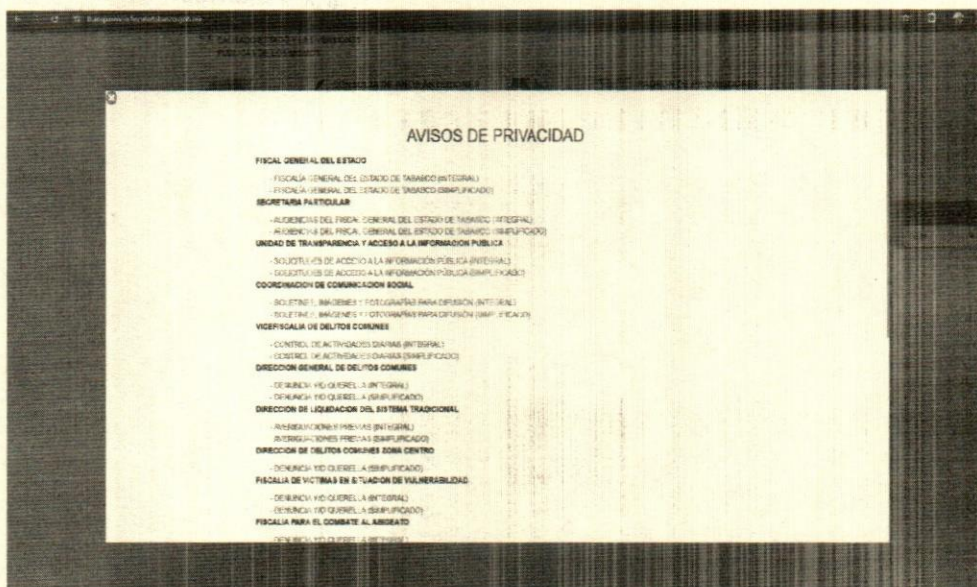 AVISOS DE PRIVACIDAD
FISCAL GENERAL DEL ESTADO
- FISCALÍA GENERAL DEL ESTADO DE TABASCO (INTEGRAL)
- FISCALÍA GENERAL DEL ESTADO DE TABASCO (SIMPLIFICADO)
SECRETARIA PARTICULAR
- AUDIENCIAS DEL FISCAL GENERAL DEL ESTADO DE TABASCO (INTEGRAL)
- AUDIENCIAS DEL FISCAL GENERAL DEL ESTADO DE TABASCO (SIMPLIFICADO)
UNIDAD DE TRANSPARENCIA Y ACCESO A LA INFORMACION PUBLICA
- SOLICITUDES DE ACCESO A LA INFORMACIÓN PÚBLICA (INTEGRAL)
- SOLICITUDES DE ACCESO A LA INFORMACIÓN PÚBLICA (SIMPLIFICADO)
COORDINACION DE COMUNICACION SOCIAL
- BOLETINES, IMÁGENES Y FOTOGRAFÍAS PARA DIFUSIÓN (INTEGRAL)
- BOLETINES, IMÁGENES Y FOTOGRAFÍAS PARA DIFUSIÓN (SIMPLIFICADO)
VICEFISCALIA DE DELITOS COMUNES
- CONTROL DE ACTIVIDADES DIARIAS (INTEGRAL)
- CONTROL DE ACTIVIDADES DIARIAS (SIMPLIFICADO)
DIRECCION GENERAL DE DELITOS COMUNES
- DENUNCIA Y/O QUERELLA (INTEGRAL)
- DENUNCIA Y/O QUERELLA (SIMPLIFICADO)
DIRECCION DE LIQUIDACION DEL SISTEMA TRADICIONAL
- AVERIGUACIONES PREVIAS (INTEGRAL)
- AVERIGUACIONES PREVIAS (SIMPLIFICADO)
DIRECCION DE DELITOS COMUNES ZONA CENTRO
- DENUNCIA Y/O QUERELLA (SIMPLIFICADO)
FISCALIA DE VICTIMAS EN SITUACION DE VULNERABILIDAD
- DENUNCIA Y/O QUERELLA (INTEGRAL)
- DENUNCIA Y/O QUERELLA (SIMPLIFICADO)
FISCALIA PARA EL COMBATE AL ABIGEATO
- DENUNCIA Y/O QUERELLA (INTEGRAL)